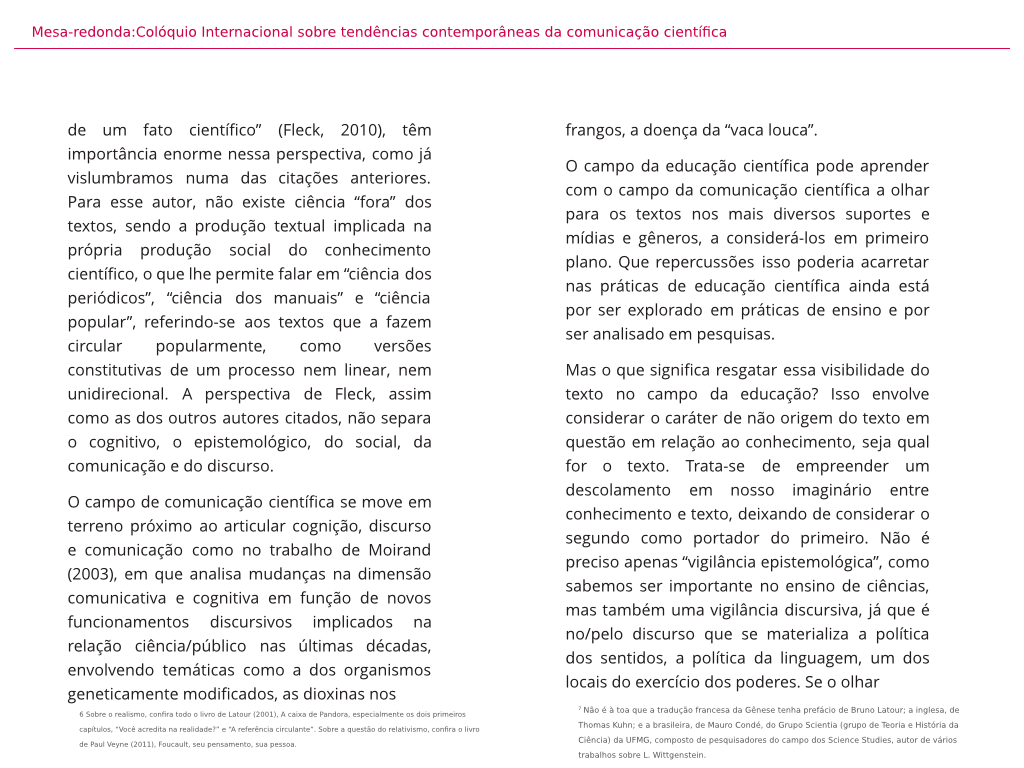 Mesa-redonda:Colóquio Internacional sobre tendências contemporâneas da comunicação científica
de um fato científico” (Fleck, 2010), têm
importância enorme nessa perspectiva, como já
vislumbramos numa das citações anteriores.
Para esse autor, não existe ciência “fora” dos
textos, sendo a produção textual implicada na
própria produção social do conhecimento
científico, o que lhe permite falar em “ciência dos
periódicos”, “ciência dos manuais” e “ciência
popular”, referindo-se aos textos que a fazem
circular popularmente, como versões
constitutivas de um processo nem linear, nem
unidirecional. A perspectiva de Fleck, assim
como as dos outros autores citados, não separa
o cognitivo, o epistemológico, do social, da
comunicação e do discurso.
O campo de comunicação científica se move em
terreno próximo ao articular cognição, discurso
e comunicação como no trabalho de Moirand
(2003), em que analisa mudanças na dimensão
comunicativa e cognitiva em função de novos
funcionamentos discursivos implicados na
relação ciência/público nas últimas décadas,
envolvendo temáticas como a dos organismos
geneticamente modificados, as dioxinas nos
6 Sobre o realismo, confira todo o livro de Latour (2001), A caixa de Pandora, especialmente os dois primeiros
capítulos, “Você acredita na realidade?” e “A referência circulante”. Sobre a questão do relativismo, confira o livro
de Paul Veyne (2011), Foucault, seu pensamento, sua pessoa.
frangos, a doença da “vaca louca”.
O campo da educação científica pode aprender
com o campo da comunicação científica a olhar
para os textos nos mais diversos suportes e
mídias e gêneros, a considerá-los em primeiro
plano. Que repercussões isso poderia acarretar
nas práticas de educação científica ainda está
por ser explorado em práticas de ensino e por
ser analisado em pesquisas.
Mas o que significa resgatar essa visibilidade do
texto no campo da educação? Isso envolve
considerar o caráter de não origem do texto em
questão em relação ao conhecimento, seja qual
for o texto. Trata-se de empreender um
descolamento em nosso imaginário entre
conhecimento e texto, deixando de considerar o
segundo como portador do primeiro. Não é
preciso apenas “vigilância epistemológica”, como
sabemos ser importante no ensino de ciências,
mas também uma vigilância discursiva, já que é
no/pelo discurso que se materializa a política
dos sentidos, a política da linguagem, um dos
locais do exercício dos poderes. Se o olhar
7 Não é à toa que a tradução francesa da Gênese tenha prefácio de Bruno Latour; a inglesa, de
Thomas Kuhn; e a brasileira, de Mauro Condé, do Grupo Scientia (grupo de Teoria e História da
Ciência) da UFMG, composto de pesquisadores do campo dos Science Studies, autor de vários
trabalhos sobre L. Wittgenstein.